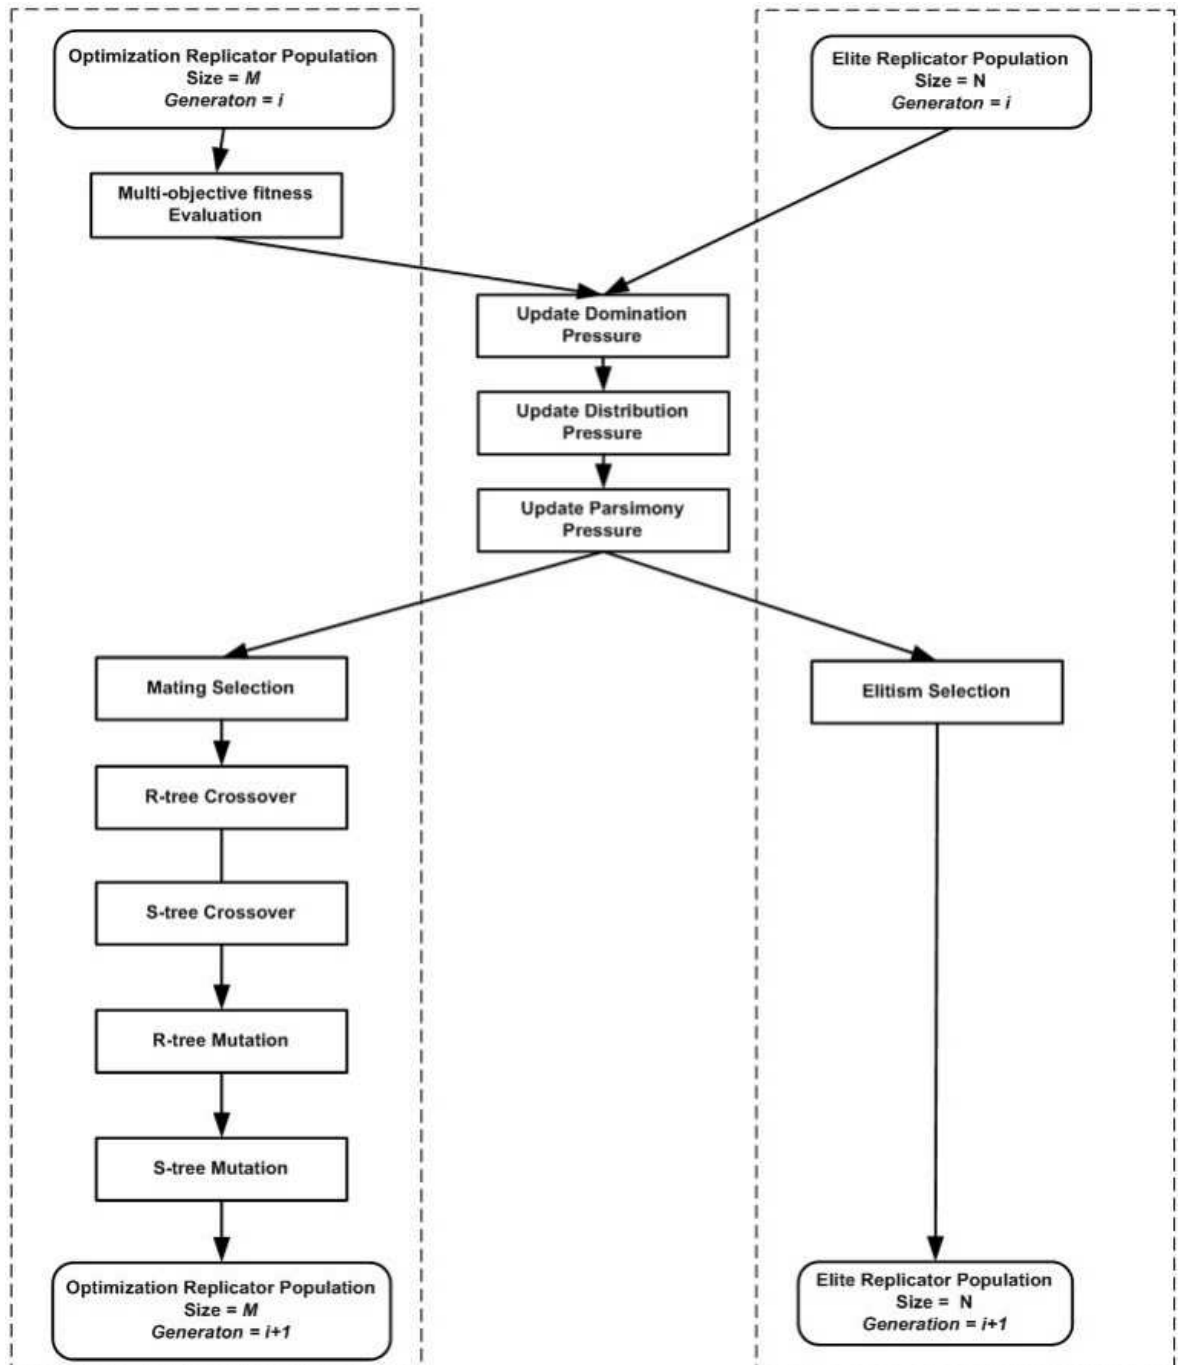 Optimization Replicator Population
Size = M
Generaton = i
Elite Replicator Population
Size = N
Generaton = i
Multi-objective fitness
Evaluation
Update Domination
Pressure
Update Distribution
Pressure
Update Parsimony
Pressure
Mating Selection
Elitism Selection
R-tree Crossover
S-tree Crossover
R-tree Mutation
S-tree Mutation
Optimization Replicator Population
Size = M
Generaton = i+1
Elite Replicator Population
Size = N
Generation = i+1